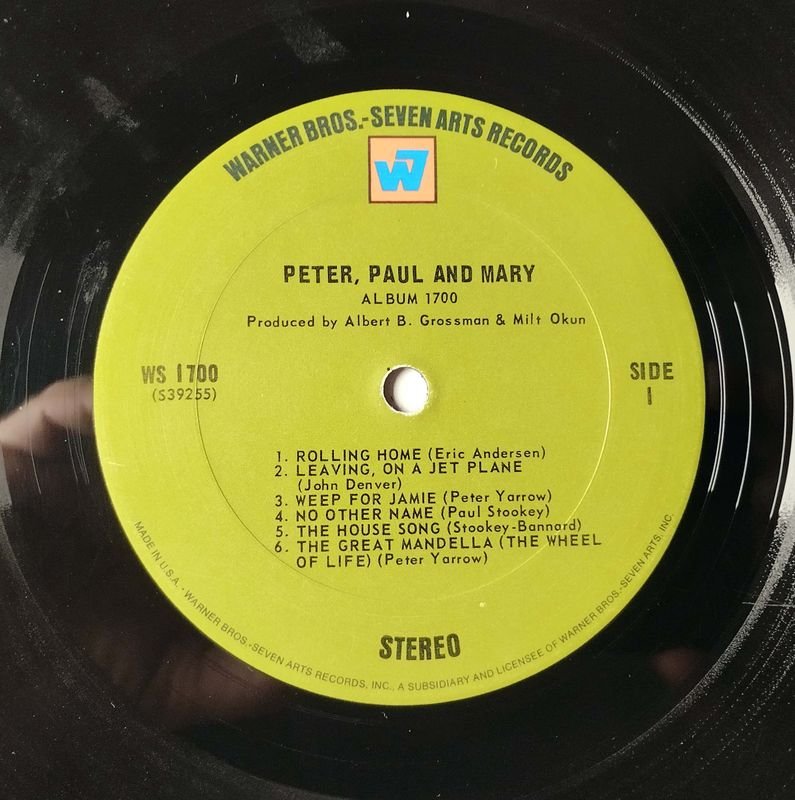 WARNER BROS.-SEVEN ARTS RECORDS
W7
PETER, PAUL AND MARY
ALBUM 1700
Produced by Albert B. Grossman & Milt Okun
WS 1700
(S39255)
SIDE
1
1. ROLLING HOME (Eric Andersen)
2. LEAVING, ON A JET PLANE
(John Denver)
3. WEEP FOR JAMIE (Peter Yarrow)
4. NO OTHER NAME (Paul Stookey)
5. THE HOUSE SONG (Stookey-Bannard)
6. THE GREAT MANDELLA (THE WHEEL
OF LIFE) (Peter Yarrow)
STEREO
MADE IN U.S.A. - WARNER BROS.-SEVEN ARTS RECORDS, INC., A SUBSIDIARY AND LICENSEE OF WARNER BROS.-SEVEN ARTS, INC.